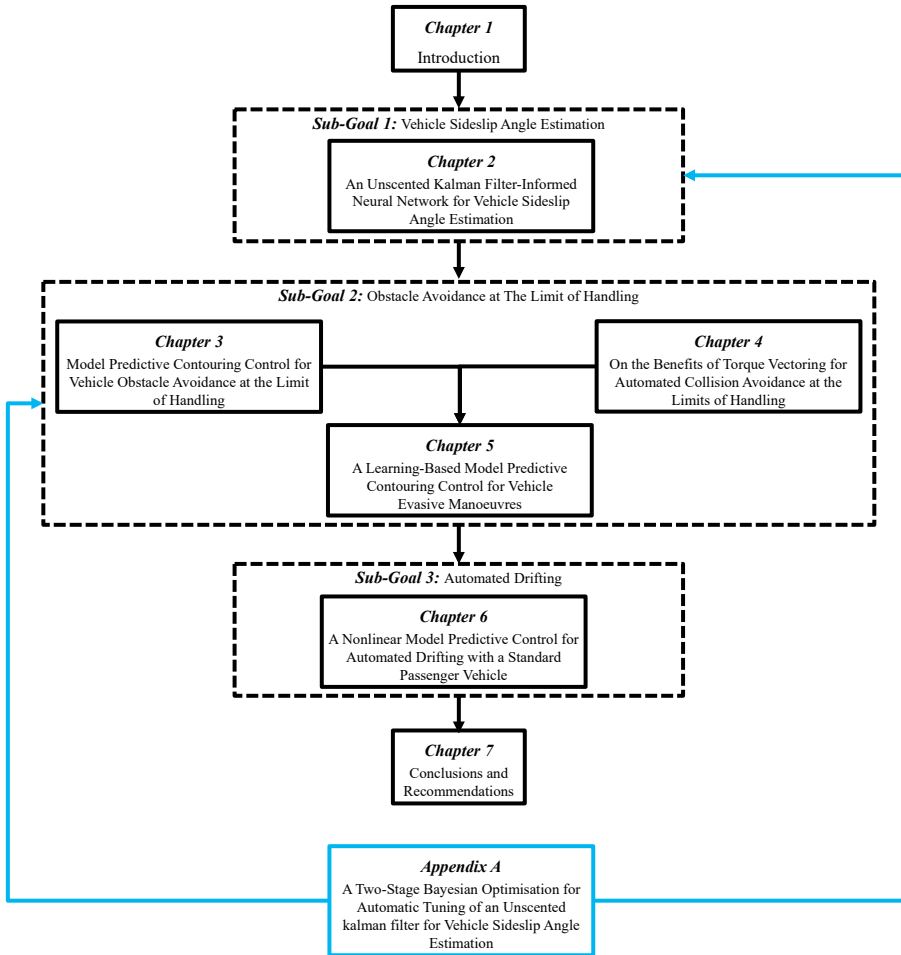 Chapter 1
Introduction
Sub-Goal 1: Vehicle Sideslip Angle Estimation
Chapter 2
An Unscented Kalman Filter-Informed
Neural Network for Vehicle Sideslip
Angle Estimation
Sub-Goal 2: Obstacle Avoidance at The Limit of Handling
Chapter 3
Model Predictive Contouring Control for
Vehicle Obstacle Avoidance at the Limit
of Handling
Chapter 4
On the Benefits of Torque Vectoring for
Automated Collision Avoidance at the
Limits of Handling
Chapter 5
A Learning-Based Model Predictive
Contouring Control for Vehicle
Evasive Manoeuvres
Sub-Goal 3: Automated Drifting
Chapter 6
A Nonlinear Model Predictive Control for
Automated Drifting with a Standard
Passenger Vehicle
Chapter 7
Conclusions and
Recommendations
Appendix A
A Two-Stage Bayesian Optimisation for
Automatic Tuning of an Unscented
kalman filter for Vehicle Sideslip Angle
Estimation